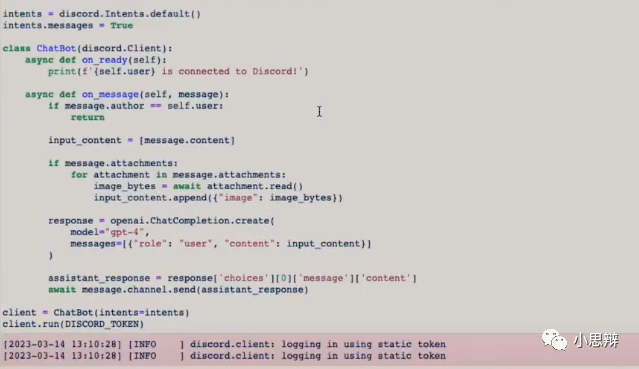 intents = discord.Intents.default()
intents.messages = True

class ChatBot(discord.Client):
    async def on_ready(self):
        print(f'{self.user} is connected to Discord!')

    async def on_message(self, message):
        if message.author == self.user:
            return

        input_content = [message.content]

        if message.attachments:
            for attachment in message.attachments:
                image_bytes = await attachment.read()
                input_content.append({"image": image_bytes})

        response = openai.ChatCompletion.create(
            model="gpt-4",
            messages=[{"role": "user", "content": input_content}]
        )

        assistant_response = response['choices'][0]['message']['content']
        await message.channel.send(assistant_response)

client = ChatBot(intents=intents)
client.run(DISCORD_TOKEN)
[2023-03-14 13:10:28] [INFO    ] discord.client: logging in using static token
[2023-03-14 13:10:28] [INFO    ] discord.client: logging in using static token
小思辨